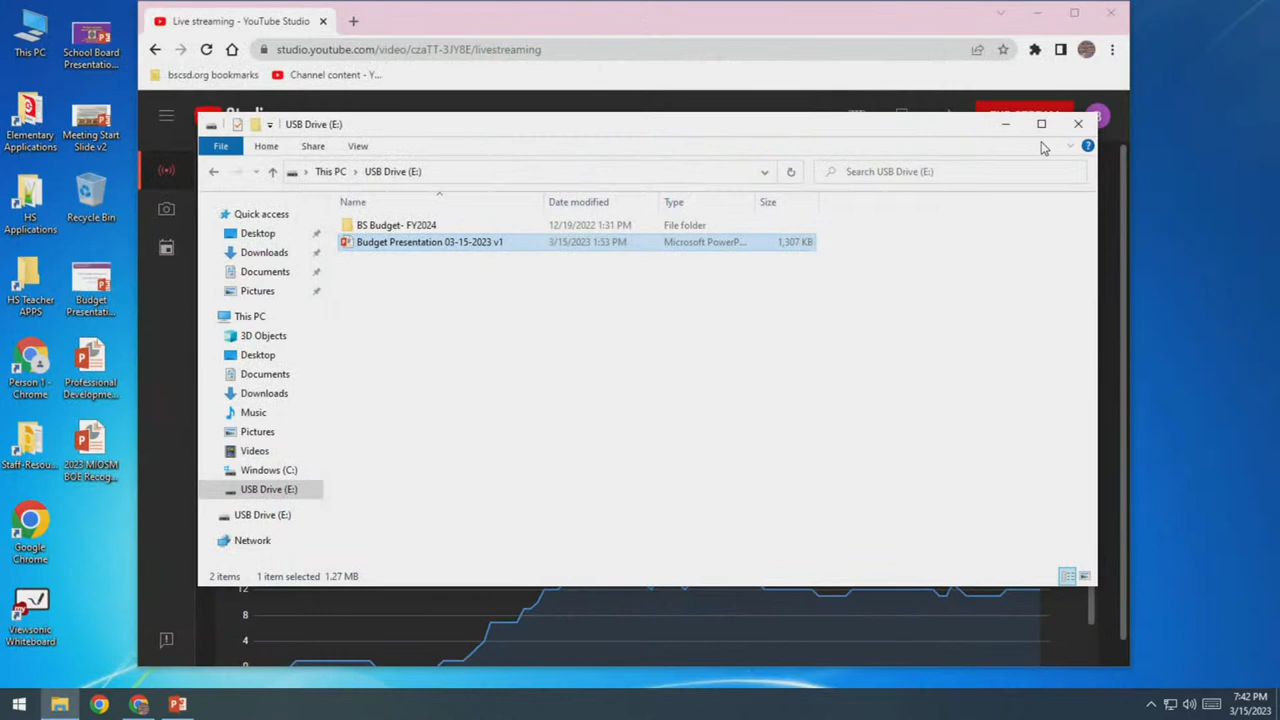 This PC
School Board
Presentatio...
Elementary
Applications
Meeting Start
Slide v2
HS
Applications
Recycle Bin
HS Teacher
APPS
Budget
Presentati...
Person 1 -
Chrome
Professional
Developme...
Staff-Resou...
2023 MIOSM
BOE Recog...
Google
Chrome
Viewsonic
Whiteboard
Live streaming - YouTube Studio
studio.youtube.com/video/czaTT-3JY8E/livestreaming
bscsd.org bookmarks
Channel content - Y...
USB Drive (E:)
File
Home
Share
View
This PC
USB Drive (E:)
Search USB Drive (E:)
Name
Date modified
Type
Size
BS Budget- FY2024
12/19/2022 1:31 PM
File folder
Budget Presentation 03-15-2023 v1
3/15/2023 1:53 PM
Microsoft PowerP...
1,307 KB
Quick access
Desktop
Downloads
Documents
Pictures
This PC
3D Objects
Desktop
Documents
Downloads
Music
Pictures
Videos
Windows (C:)
USB Drive (E:)
USB Drive (E:)
Network
2 items
1 item selected 1.27 MB
12
8
4
0
7:42 PM
3/15/2023